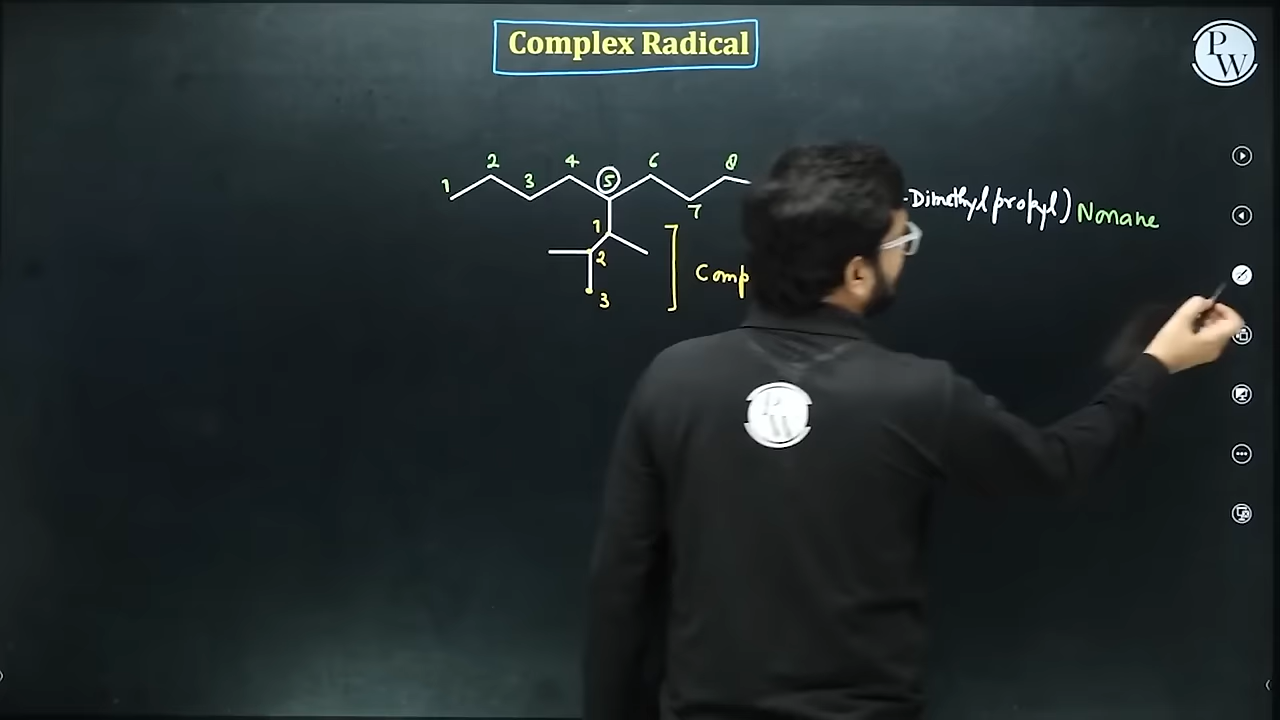 Complex Radical
P W
2 4 6 8
1 3 5 7
-Dimethyl propyl) Nonane
1
2
3
Comp
P W